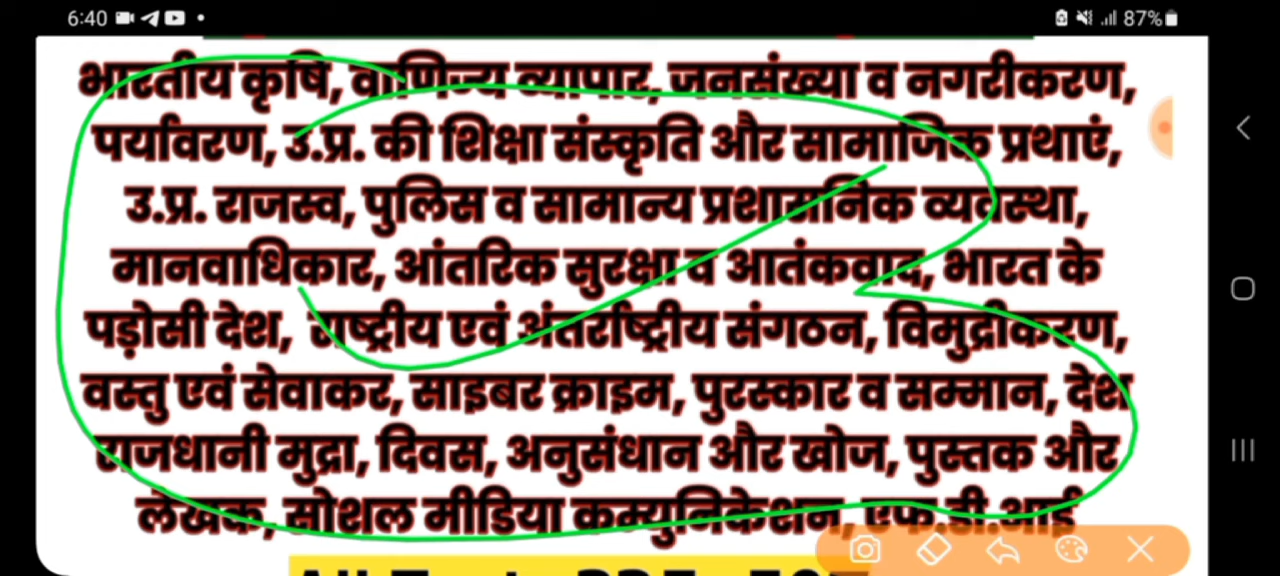 6:40
87%
भारतीय कृषि, वाणिज्य व्यापार, जनसंख्या व नगरीकरण,
पर्यावरण, उ.प्र. की शिक्षा संस्कृति और सामाजिक प्रथाएं,
उ.प्र. राजस्व, पुलिस व सामान्य प्रशासनिक व्यवस्था,
मानवाधिकार, आंतरिक सुरक्षा व आतंकवाद, भारत के
पड़ोसी देश, राष्ट्रीय एवं अंतर्राष्ट्रीय संगठन, विमुद्रीकरण,
वस्तु एवं सेवाकर, साइबर क्राइम, पुरस्कार व सम्मान, देश
राजधानी मुद्रा, दिवस, अनुसंधान और खोज, पुस्तक और
लेखक, सोशल मीडिया कम्युनिकेशन, एफ.डी.आई